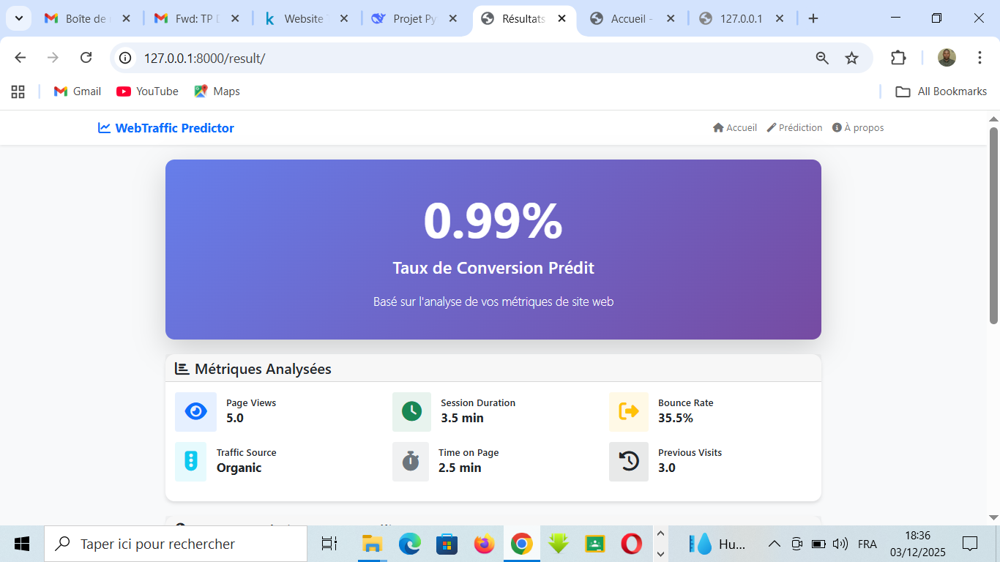 Boîte de
Fwd: TP
Website
Projet Py
Résultats
Accueil -
127.0.0.1
127.0.0.1:8000/result/
Gmail
YouTube
Maps
All Bookmarks
WebTraffic Predictor
Accueil
Prédiction
À propos
0.99%
Taux de Conversion Prédit
Basé sur l'analyse de vos métriques de site web
Métriques Analysées
Page Views
5.0
Session Duration
3.5 min
Bounce Rate
35.5%
Traffic Source
Organic
Time on Page
2.5 min
Previous Visits
3.0
Taper ici pour rechercher
Hu...
FRA
18:36
03/12/2025